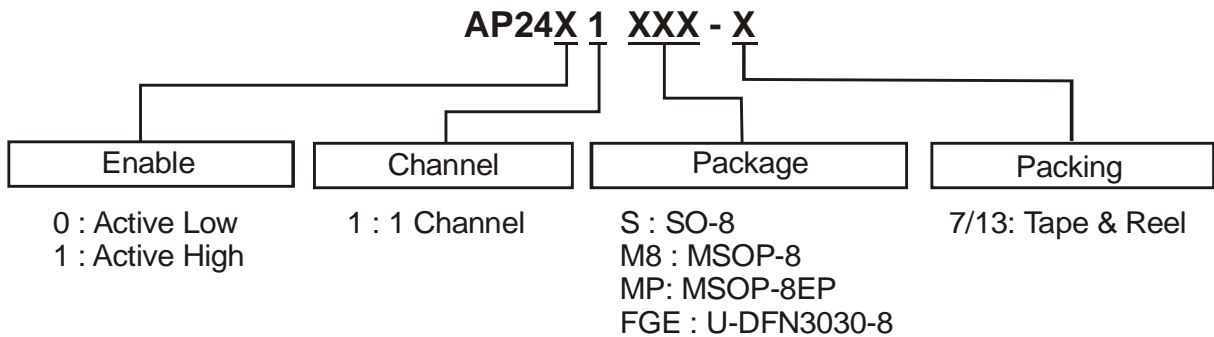 AP24X 1 XXX - X
Enable
Channel
Package
Packing
0 : Active Low
1 : Active High
1 : 1 Channel
S : SO-8
M8 : MSOP-8
MP: MSOP-8EP
FGE : U-DFN3030-8
7/13: Tape & Reel